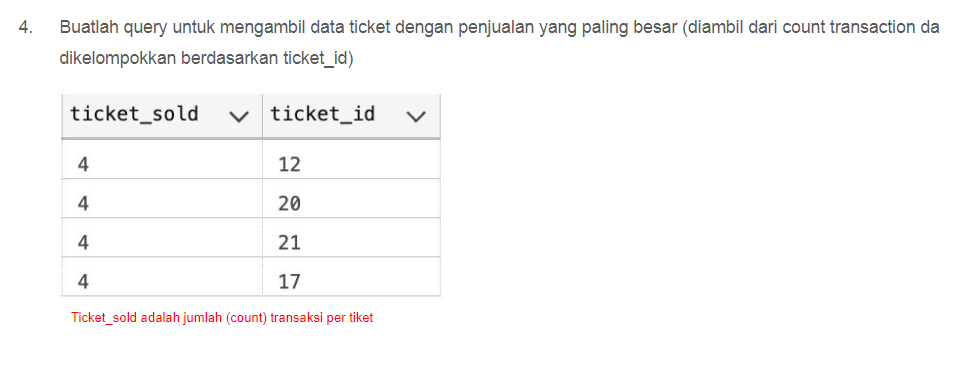 4. Buatlah query untuk mengambil data ticket dengan penjualan yang paling besar (diambil dari count transaction da
dikelompokkan berdasarkan ticket_id)
ticket_sold ticket_id
4 12
4 20
4 21
4 17
Ticket_sold adalah jumlah (count) transaksi per tiket